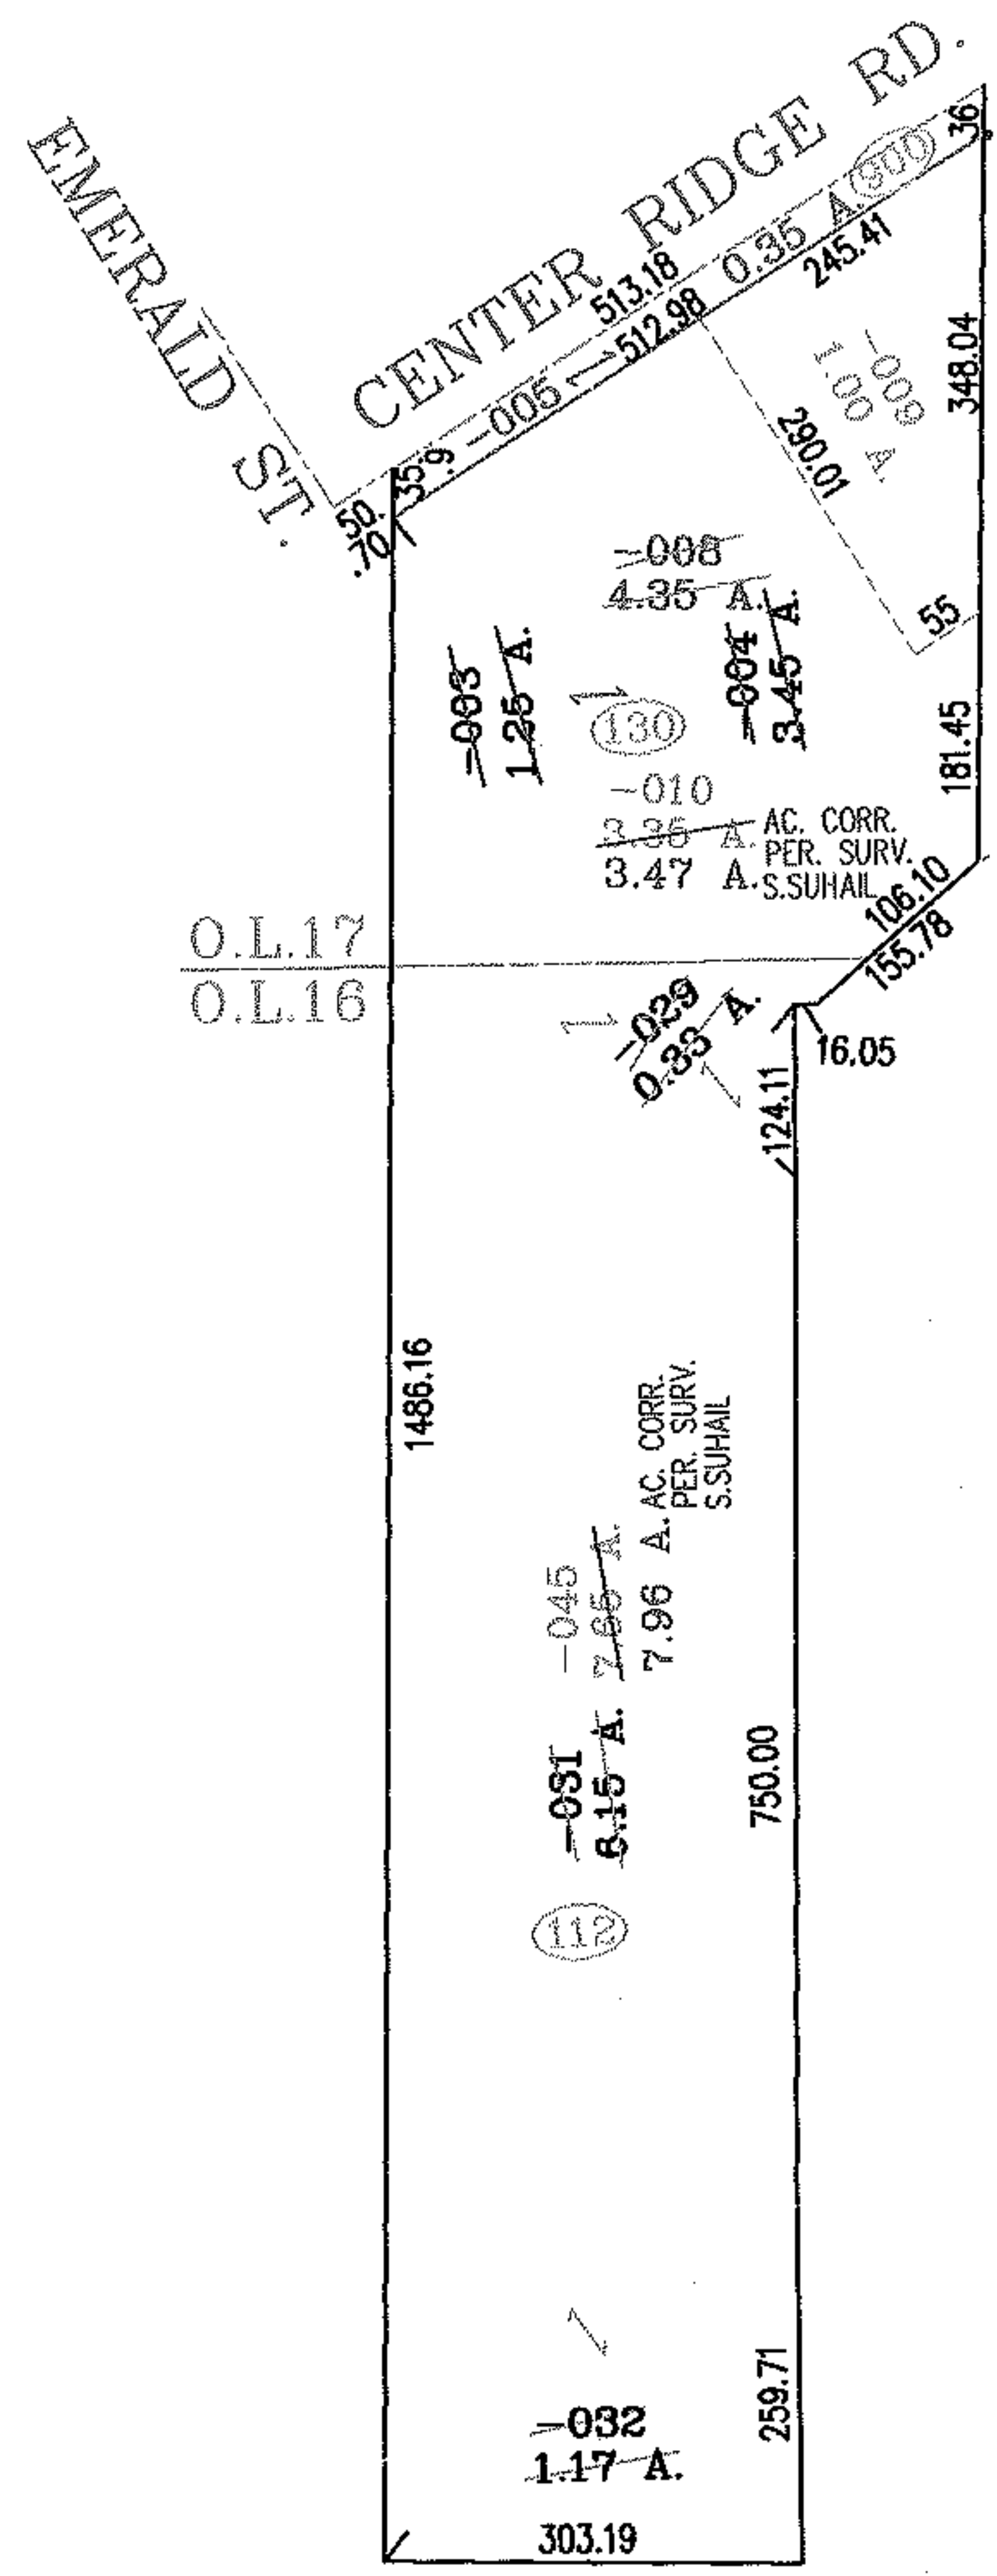 EMERALD ST.
CENTER RIDGE RD.
36
513.18
0.35 A.
900
-005
512.98
245.41
50.
.70
35.
.9
348.04
-009
1.00 A
290.01
55
-008
4.35 A.
-003
1.25 A.
-004
3.45 A.
130
181.45
-010
3.35 A.
3.47 A.
AC. CORR.
PER. SURV.
S.SUHAIL
106.10
155.78
O.L.17
O.L.16
-029
0.33 A.
16.05
124.11
1486.16
-045
7.65 A.
7.96 A.
AC. CORR.
PER. SURV.
S.SUHAIL
-031
6.15 A.
750.00
112
259.71
-032
1.17 A.
303.19